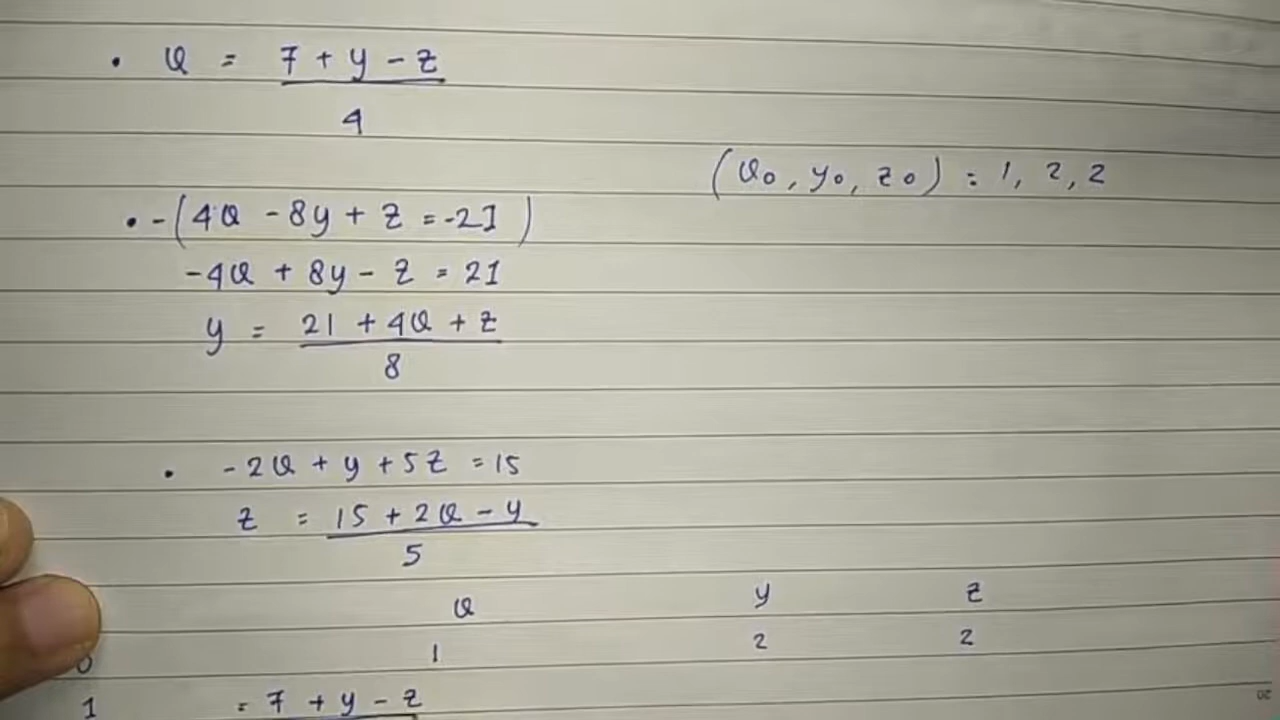 • x = 7 + y - z
4
(x0, y0, z0) = 1, 2, 2
• -(4x - 8y + z = -21)
-4x + 8y - z = 21
y = 21 + 4x + z
8
• -2x + y + 5z = 15
z = 15 + 2x - y
5
x y z
0 1 2 2
1 = 7 + y - z
20